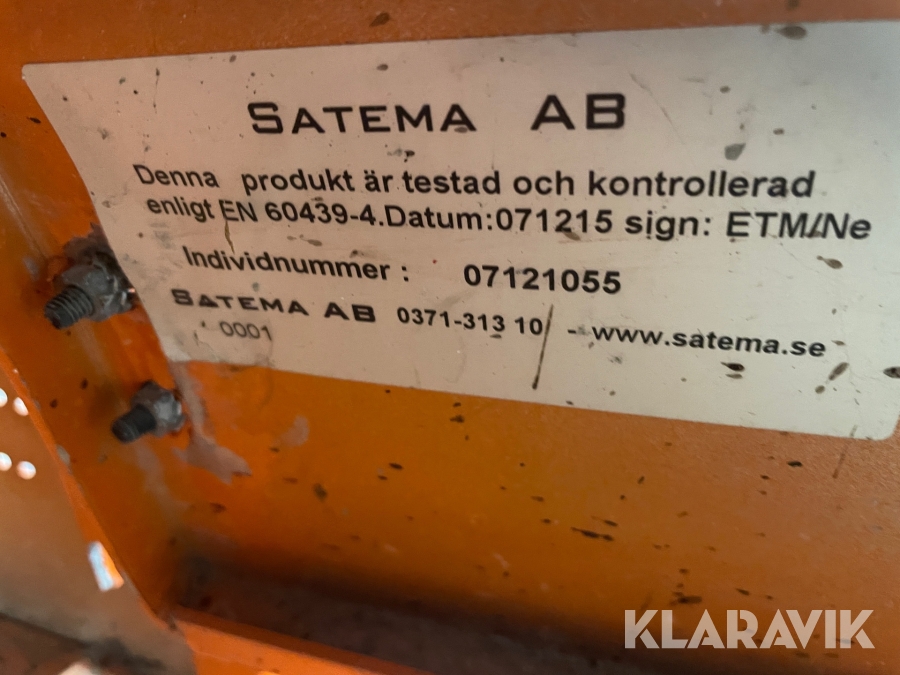 SATEMA AB
Denna produkt är testad och kontrollerad
enligt EN 60439-4.Datum:071215 sign: ETM/Ne
Individnummer : 07121055
SATEMA AB 0371-313 10 - www.satema.se
0001
KLARAVIK